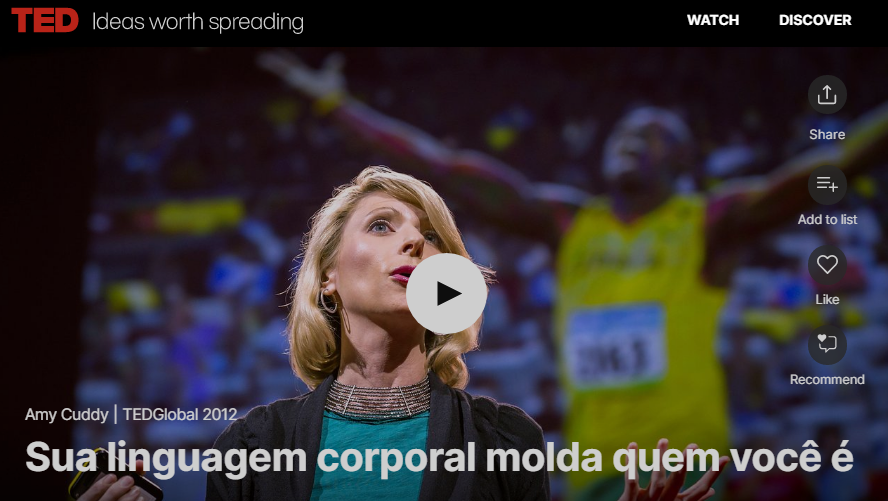 TED Ideas worth spreading WATCH DISCOVER
Share
Add to list
Like
Recommend
Amy Cuddy | TEDGlobal 2012
Sua linguagem corporal molda quem você é